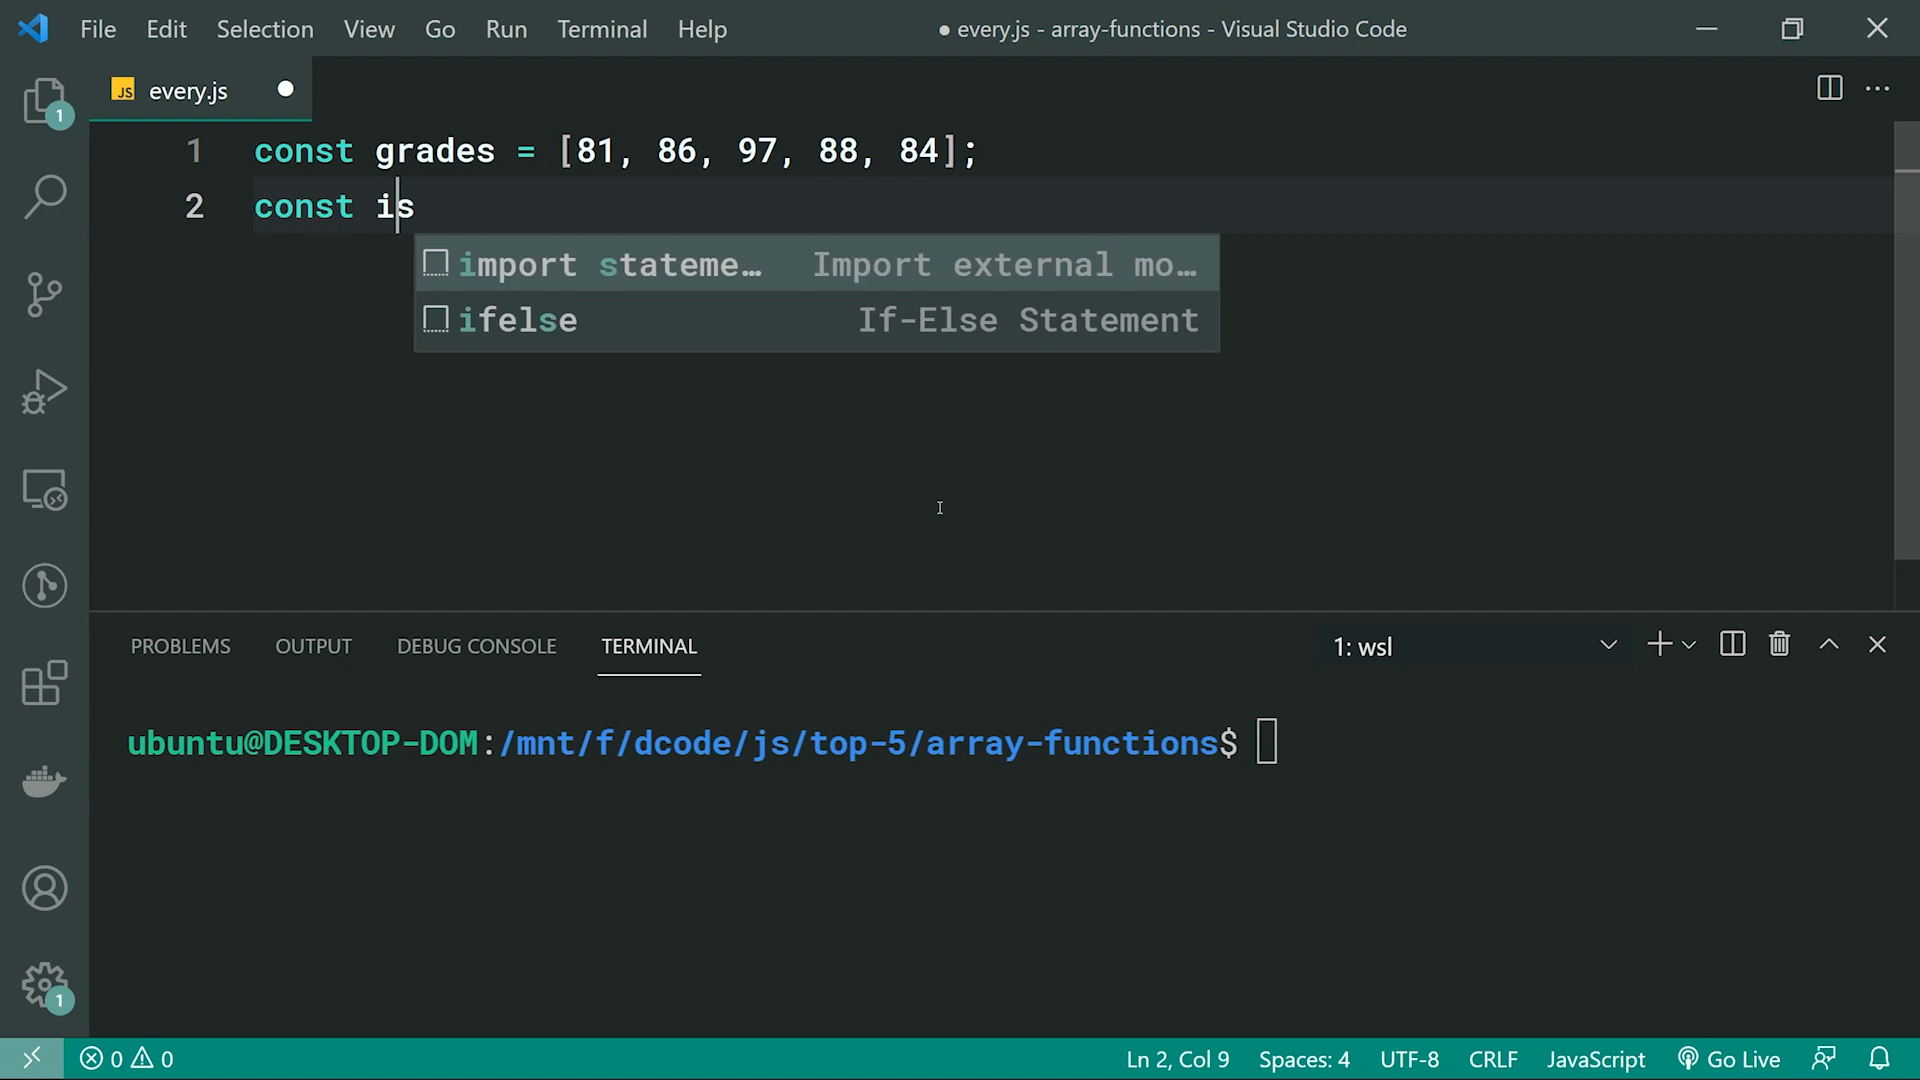 File Edit Selection View Go Run Terminal Help ● every.js - array-functions - Visual Studio Code
JS every.js
1
1 const grades = [81, 86, 97, 88, 84];
2 const is
import stateme… Import external mo…
ifelse If-Else Statement
PROBLEMS OUTPUT DEBUG CONSOLE TERMINAL 1: wsl
ubuntu@DESKTOP-DOM:/mnt/f/dcode/js/top-5/array-functions$
1
0 0 Ln 2, Col 9 Spaces: 4 UTF-8 CRLF JavaScript Go Live